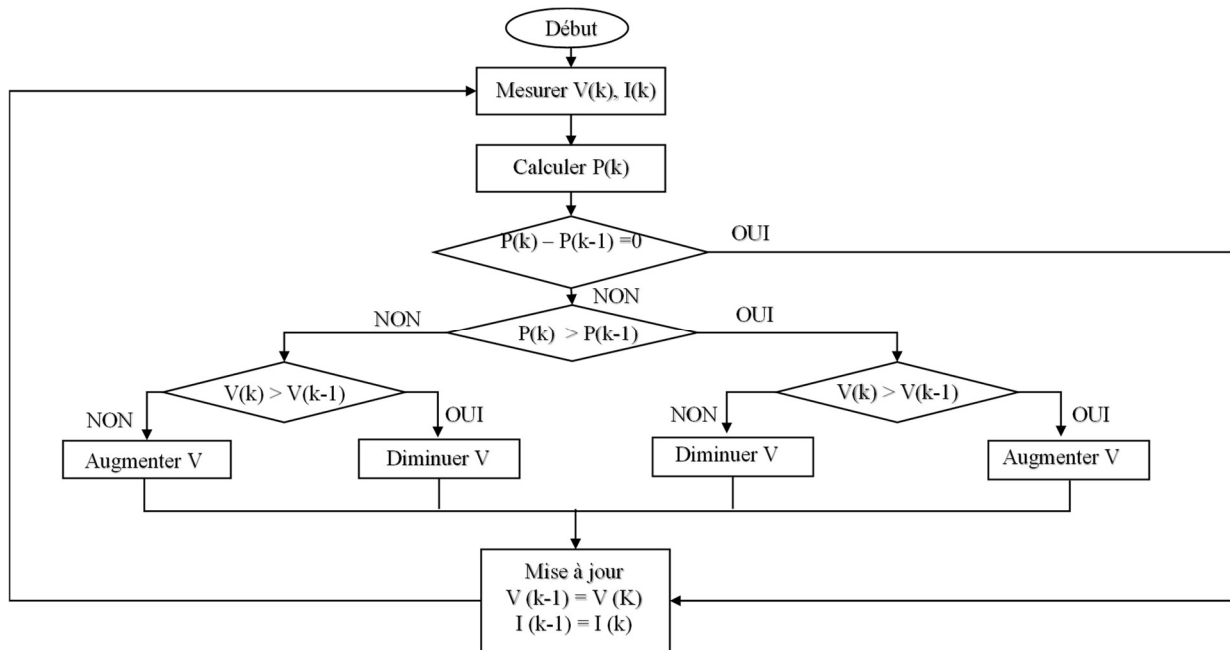 Début
Mesurer V(k), I(k)
Calculer P(k)
P(k) – P(k-1) =0
OUI
NON
NON
P(k) > P(k-1)
OUI
V(k) > V(k-1)
V(k) > V(k-1)
NON
OUI
NON
OUI
Augmenter V
Diminuer V
Diminuer V
Augmenter V
Mise à jour
V (k-1) = V (K)
I (k-1) = I (k)